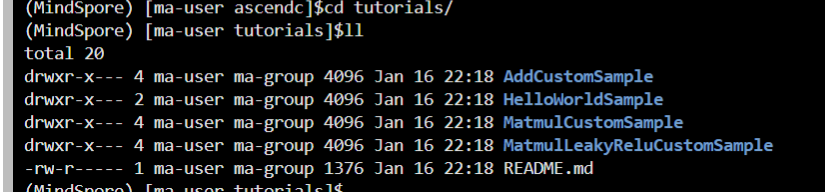 (MindSpore) [ma-user ascendc]$cd tutorials/
(MindSpore) [ma-user tutorials]$ll
total 20
drwxr-x--- 4 ma-user ma-group 4096 Jan 16 22:18 AddCustomSample
drwxr-x--- 2 ma-user ma-group 4096 Jan 16 22:18 HelloWorldSample
drwxr-x--- 4 ma-user ma-group 4096 Jan 16 22:18 MatmulCustomSample
drwxr-x--- 4 ma-user ma-group 4096 Jan 16 22:18 MatmulLeakyReluCustomSample
-rw-r----- 1 ma-user ma-group 1376 Jan 16 22:18 README.md
(MindSpore) [ma-user tutorials]$